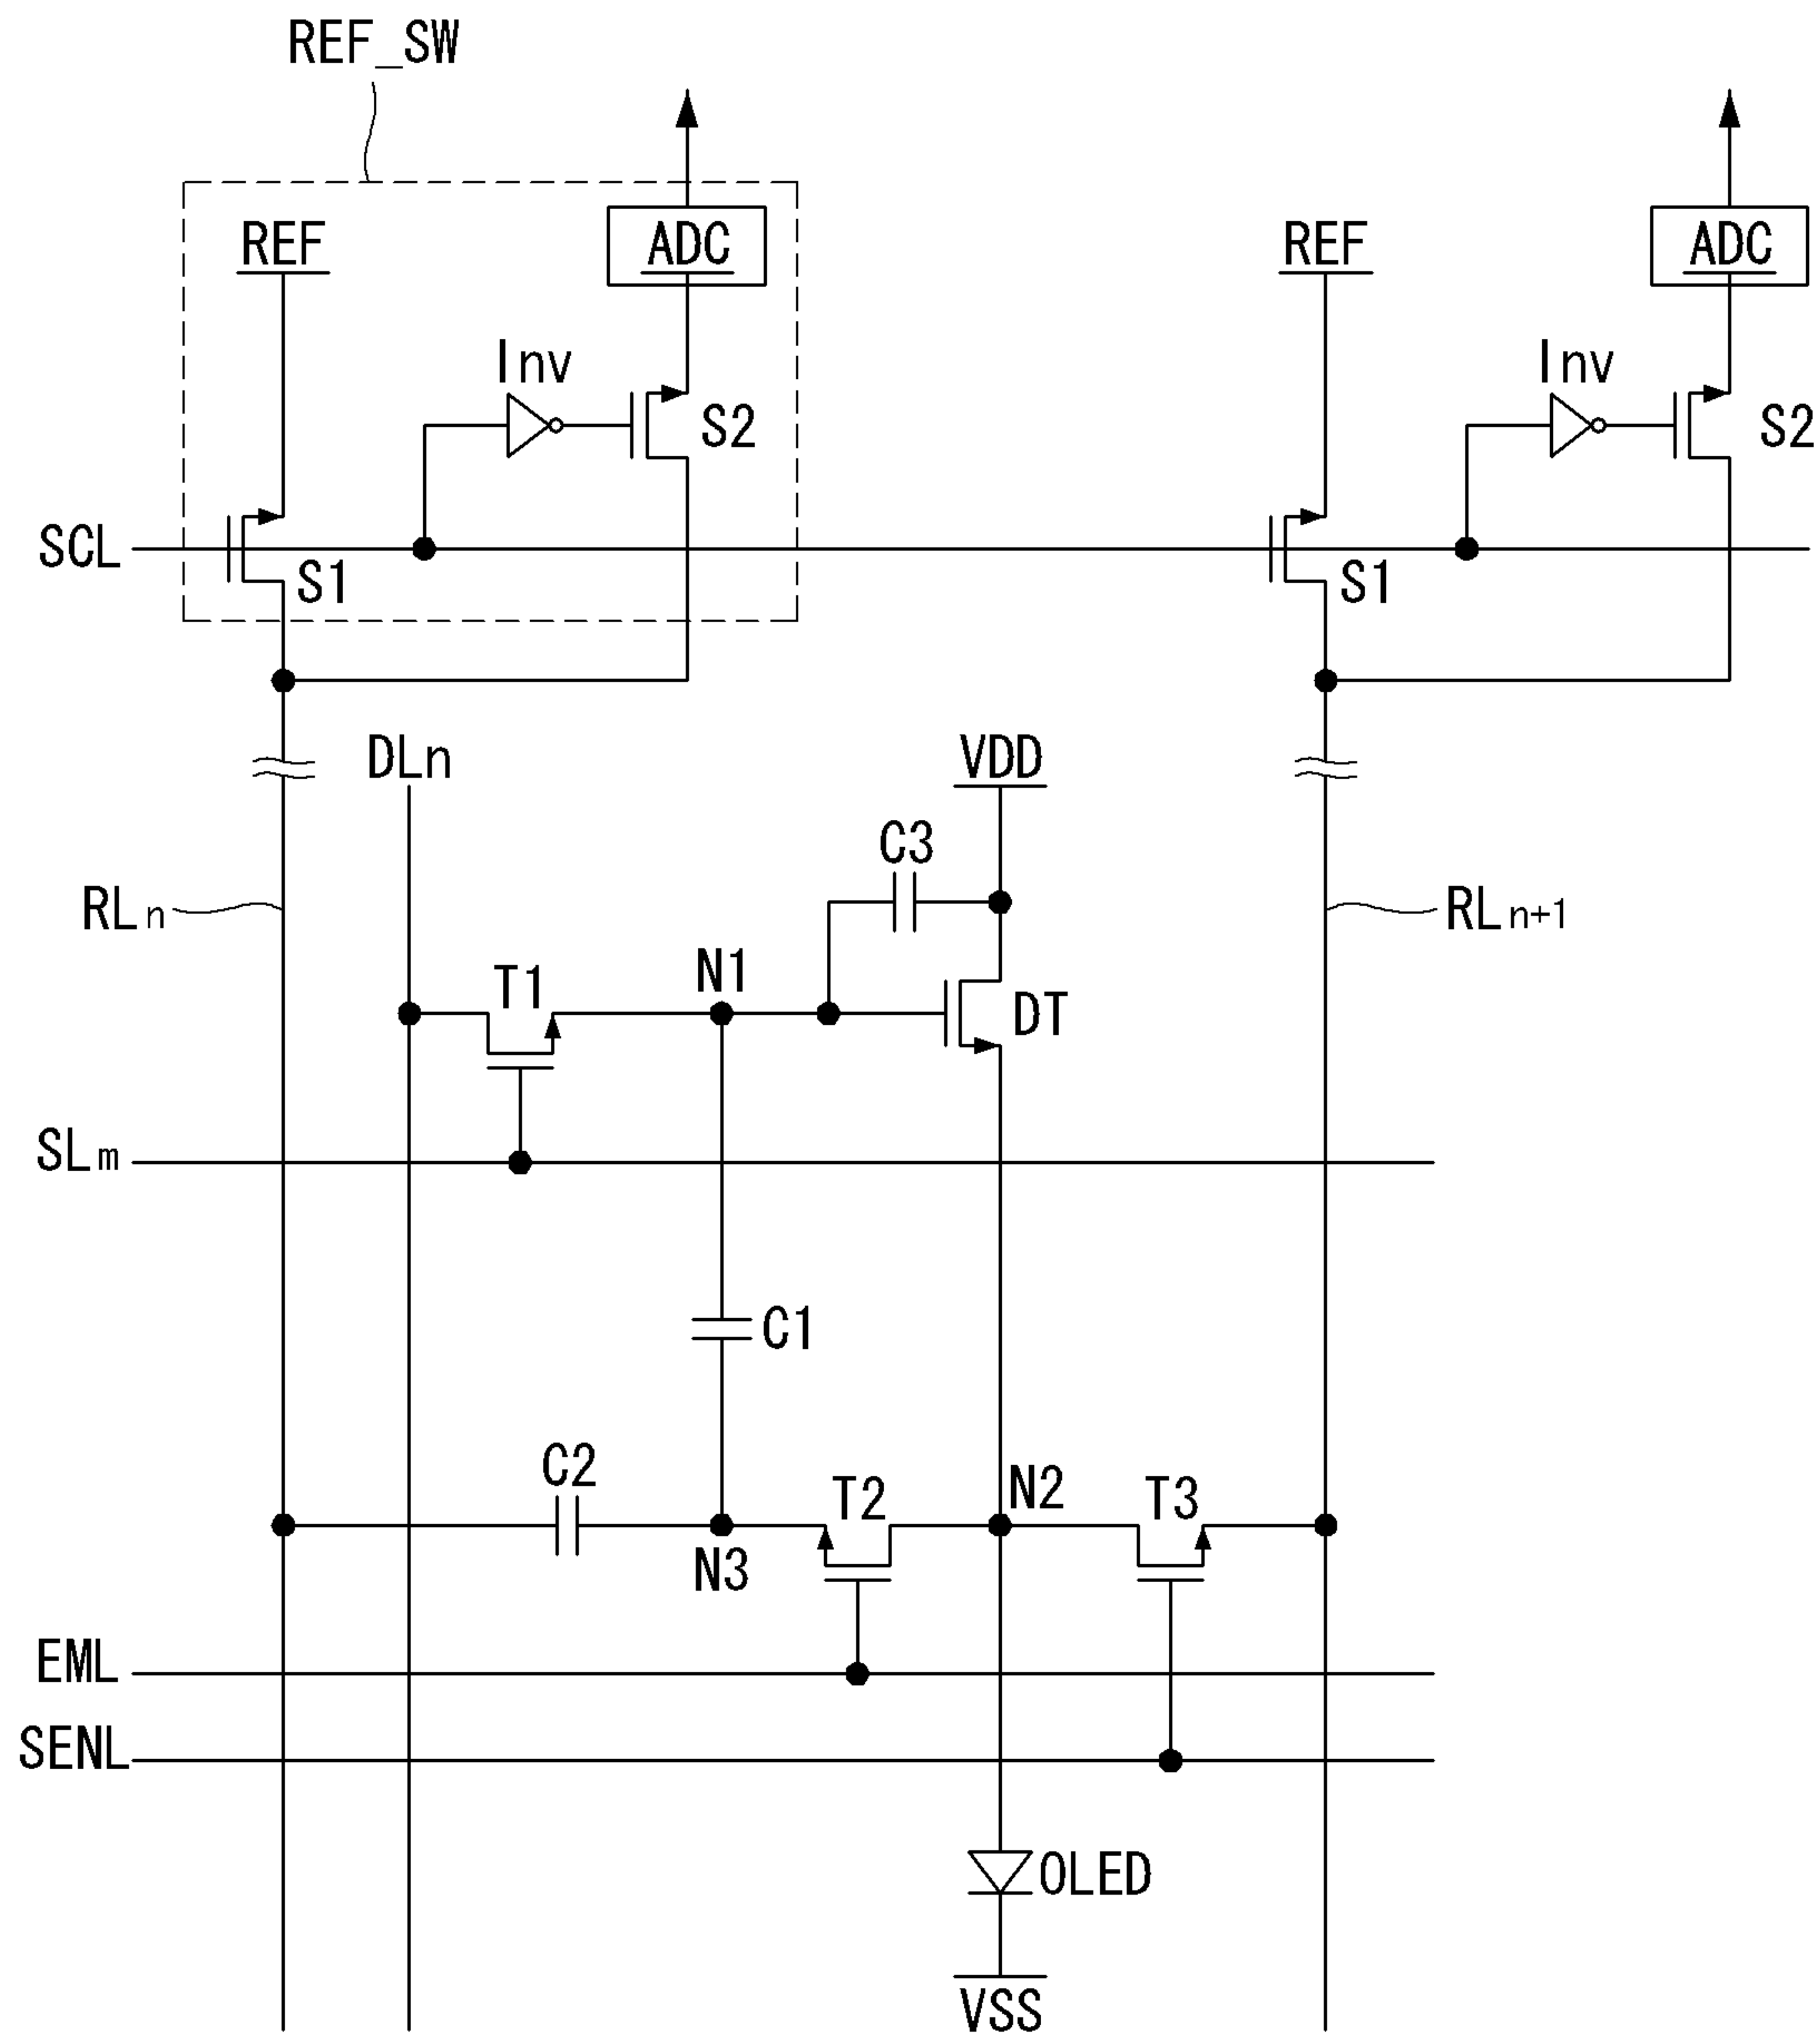 REF_SW
REF
ADC
REF
ADC
Inv
S2
Inv
S2
SCL
S1
S1
DLn
VDD
C3
RLn
RLn+1
T1
N1
DT
SLm
C1
C2
T2
N2
T3
N3
EML
SENL
OLED
VSS